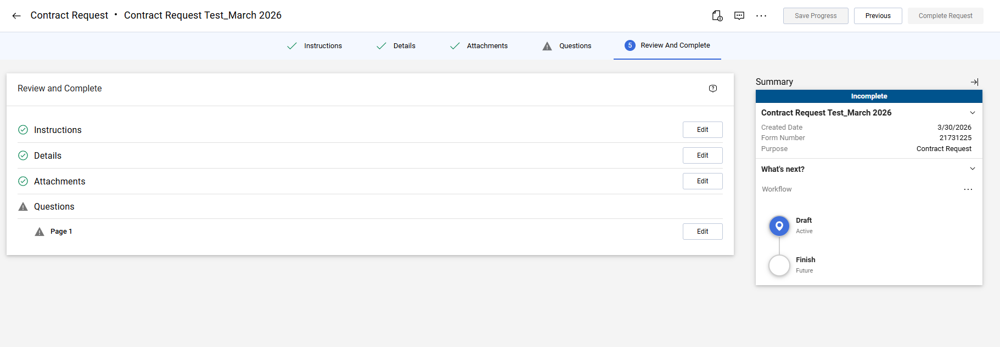 Contract Request • Contract Request Test_March 2026
Save Progress
Previous
Complete Request
Instructions
Details
Attachments
Questions
5 Review And Complete
Review and Complete
Instructions Edit
Details Edit
Attachments Edit
Questions
Page 1 Edit
Summary
Incomplete
Contract Request Test_March 2026
Created Date 3/30/2026
Form Number 21731225
Purpose Contract Request
What's next?
Workflow
Draft
Active
Finish
Future